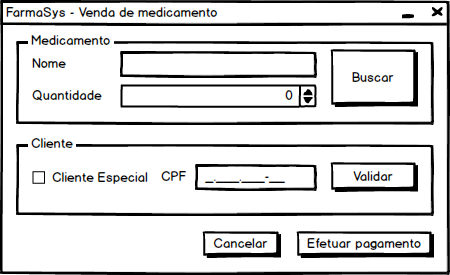 FarmaSys - Venda de medicamento
Medicamento
Nome
Buscar
Quantidade 0
Cliente
Cliente Especial CPF _.___.___-__ Validar
Cancelar Efetuar pagamento